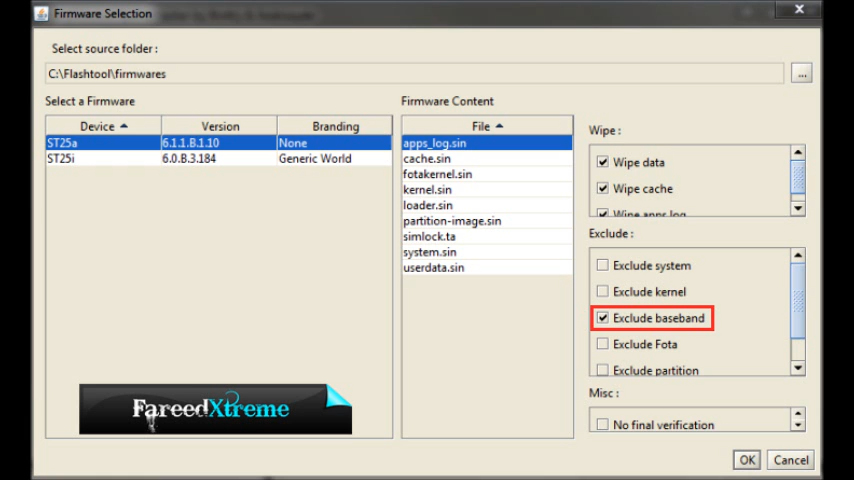 Firmware Selection
Select source folder :
C:\Flashtool\firmwares
...
Select a Firmware
Device Version Branding
ST25a 6.1.1.B.1.10 None
ST25i 6.0.B.3.184 Generic World
Firmware Content
File
apps_log.sin
cache.sin
fotakernel.sin
kernel.sin
loader.sin
partition-image.sin
simlock.ta
system.sin
userdata.sin
Wipe :
Wipe data
Wipe cache
Wipe apps log
Exclude :
Exclude system
Exclude kernel
Exclude baseband
Exclude Fota
Exclude partition
Misc :
No final verification
FareedXtreme
OK Cancel